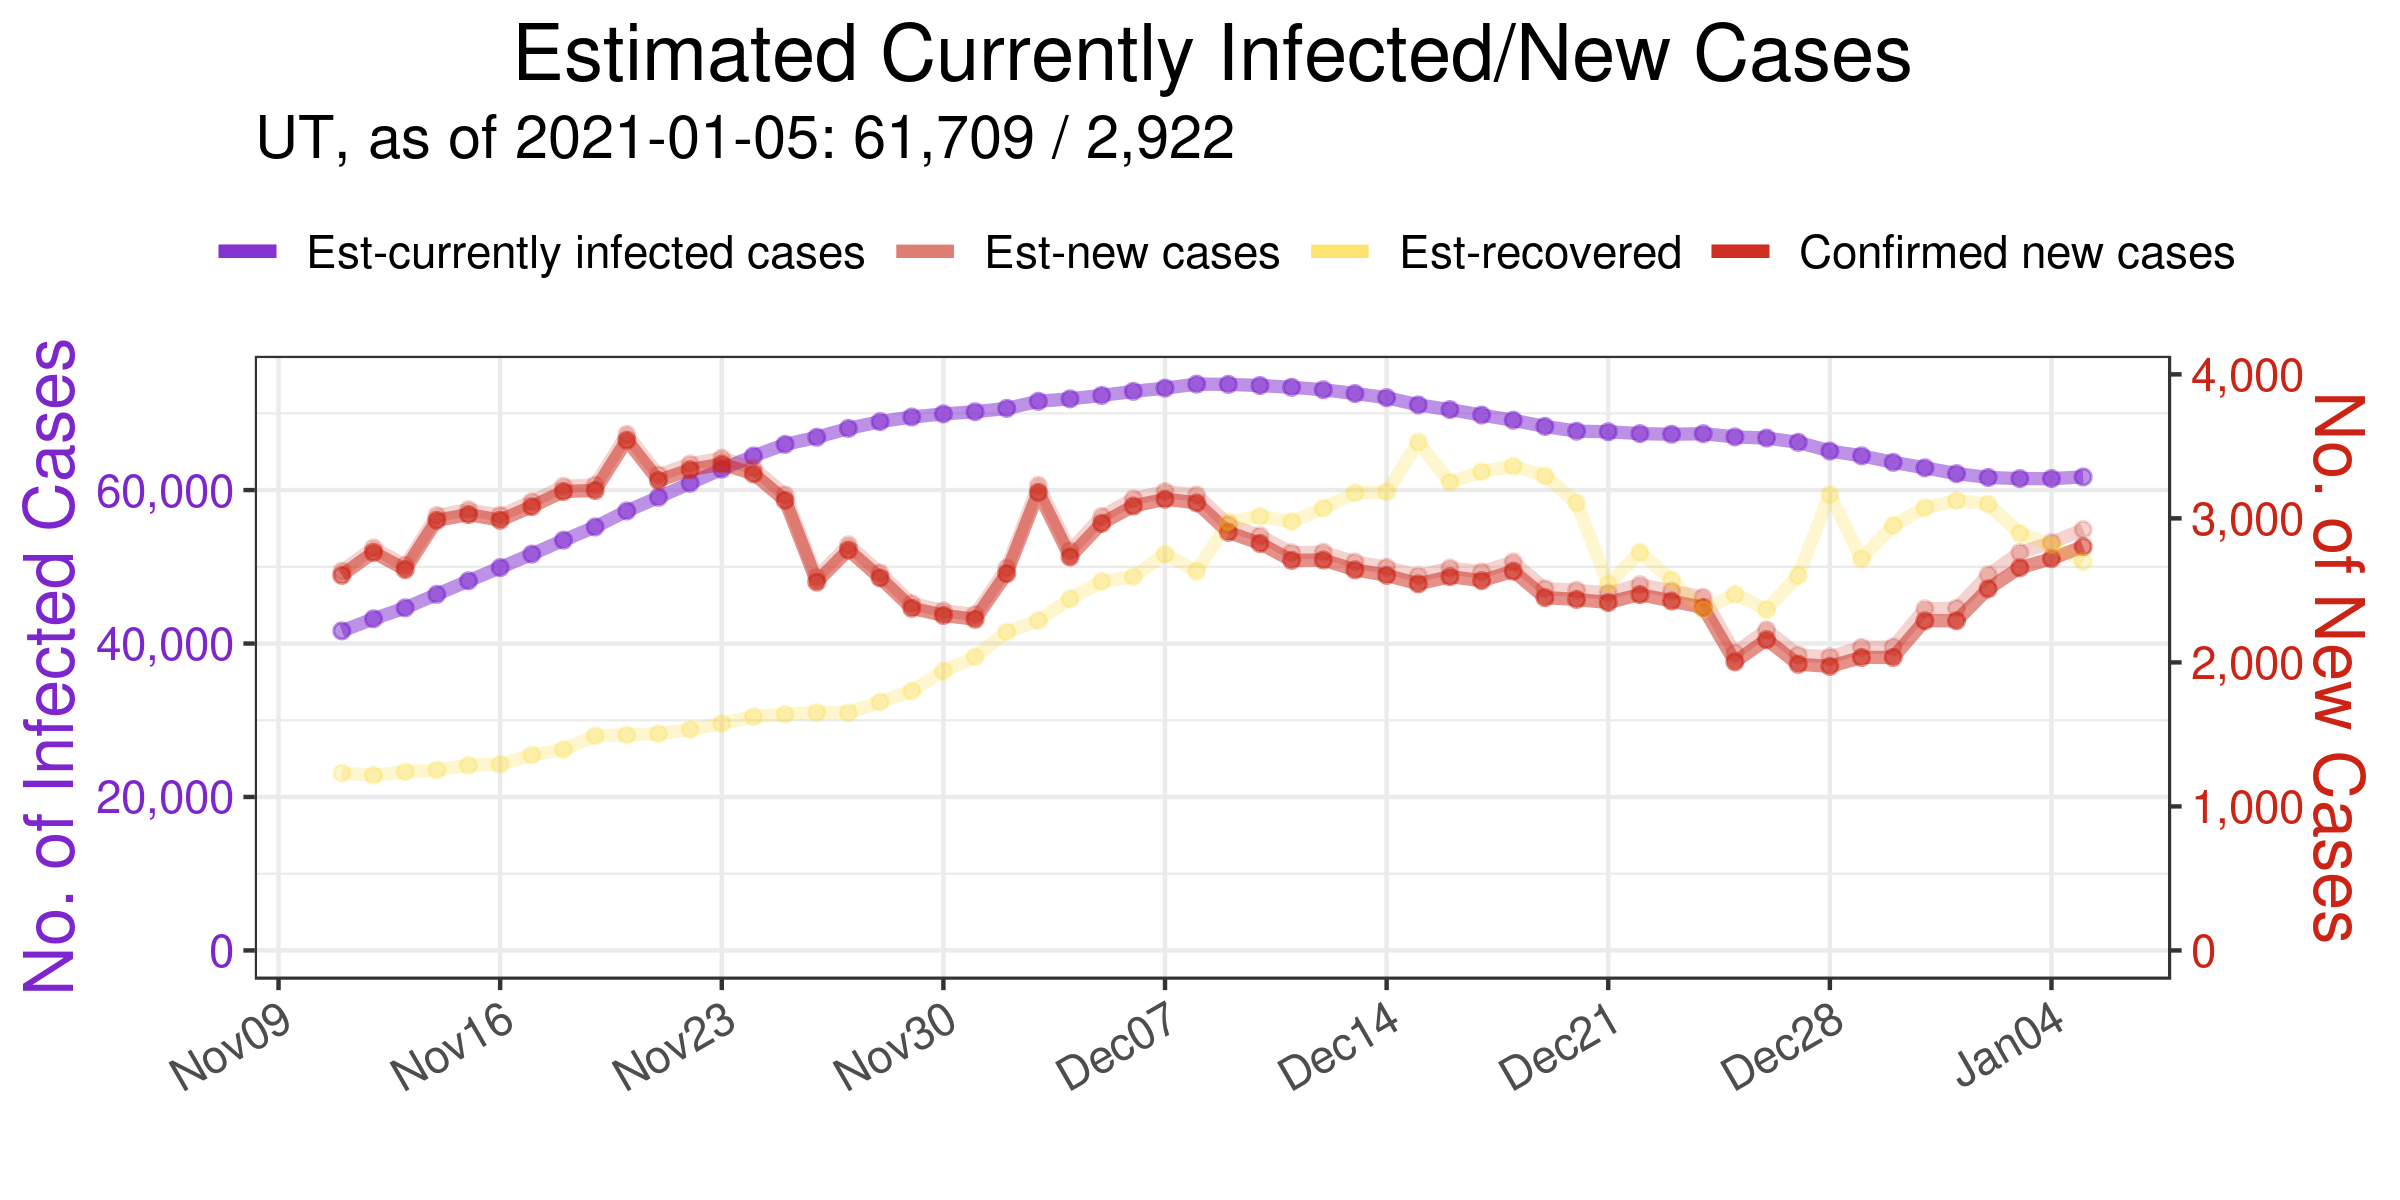 Estimated Currently Infected/New Cases
UT, as of 2021-01-05: 61,709 / 2,922
Est-currently infected cases
Est-new cases
Est-recovered
Confirmed new cases
No. of Infected Cases
60,000
40,000
20,000
0
4,000
3,000
2,000
1,000
0
No. of New Cases
Nov09
Nov16
Nov23
Nov30
Dec07
Dec14
Dec21
Dec28
Jan04